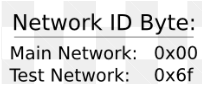 Network ID Byte:
Main Network: 0x00
Test Network: 0x6f